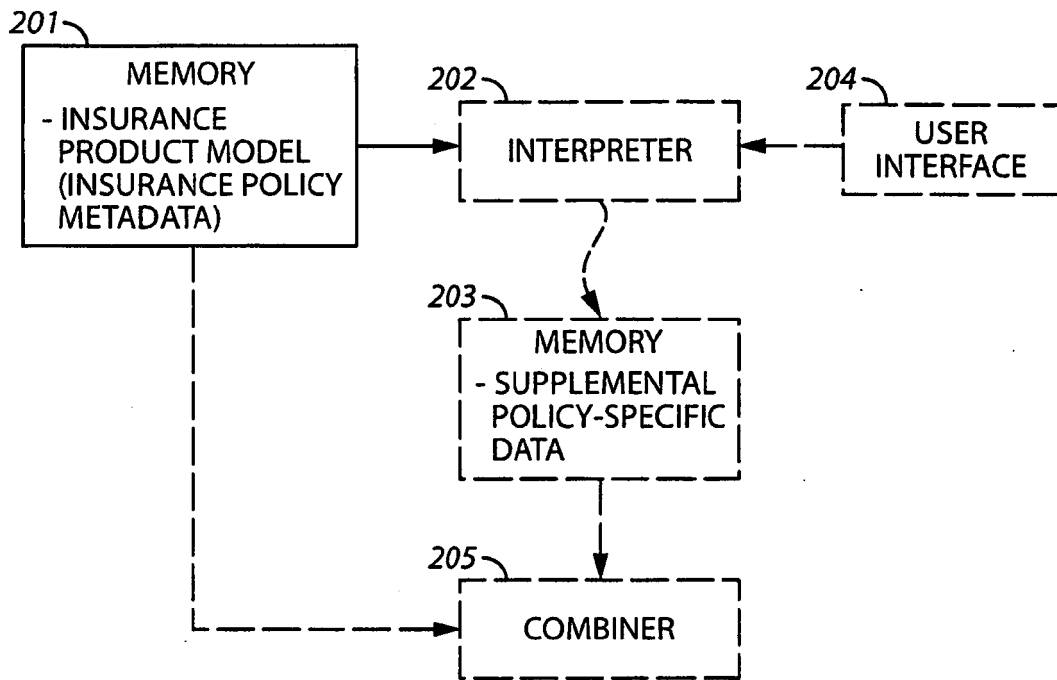 201
MEMORY
- INSURANCE
PRODUCT MODEL
(INSURANCE POLICY
METADATA)
202
INTERPRETER
204
USER
INTERFACE
203
MEMORY
- SUPPLEMENTAL
POLICY-SPECIFIC
DATA
205
COMBINER